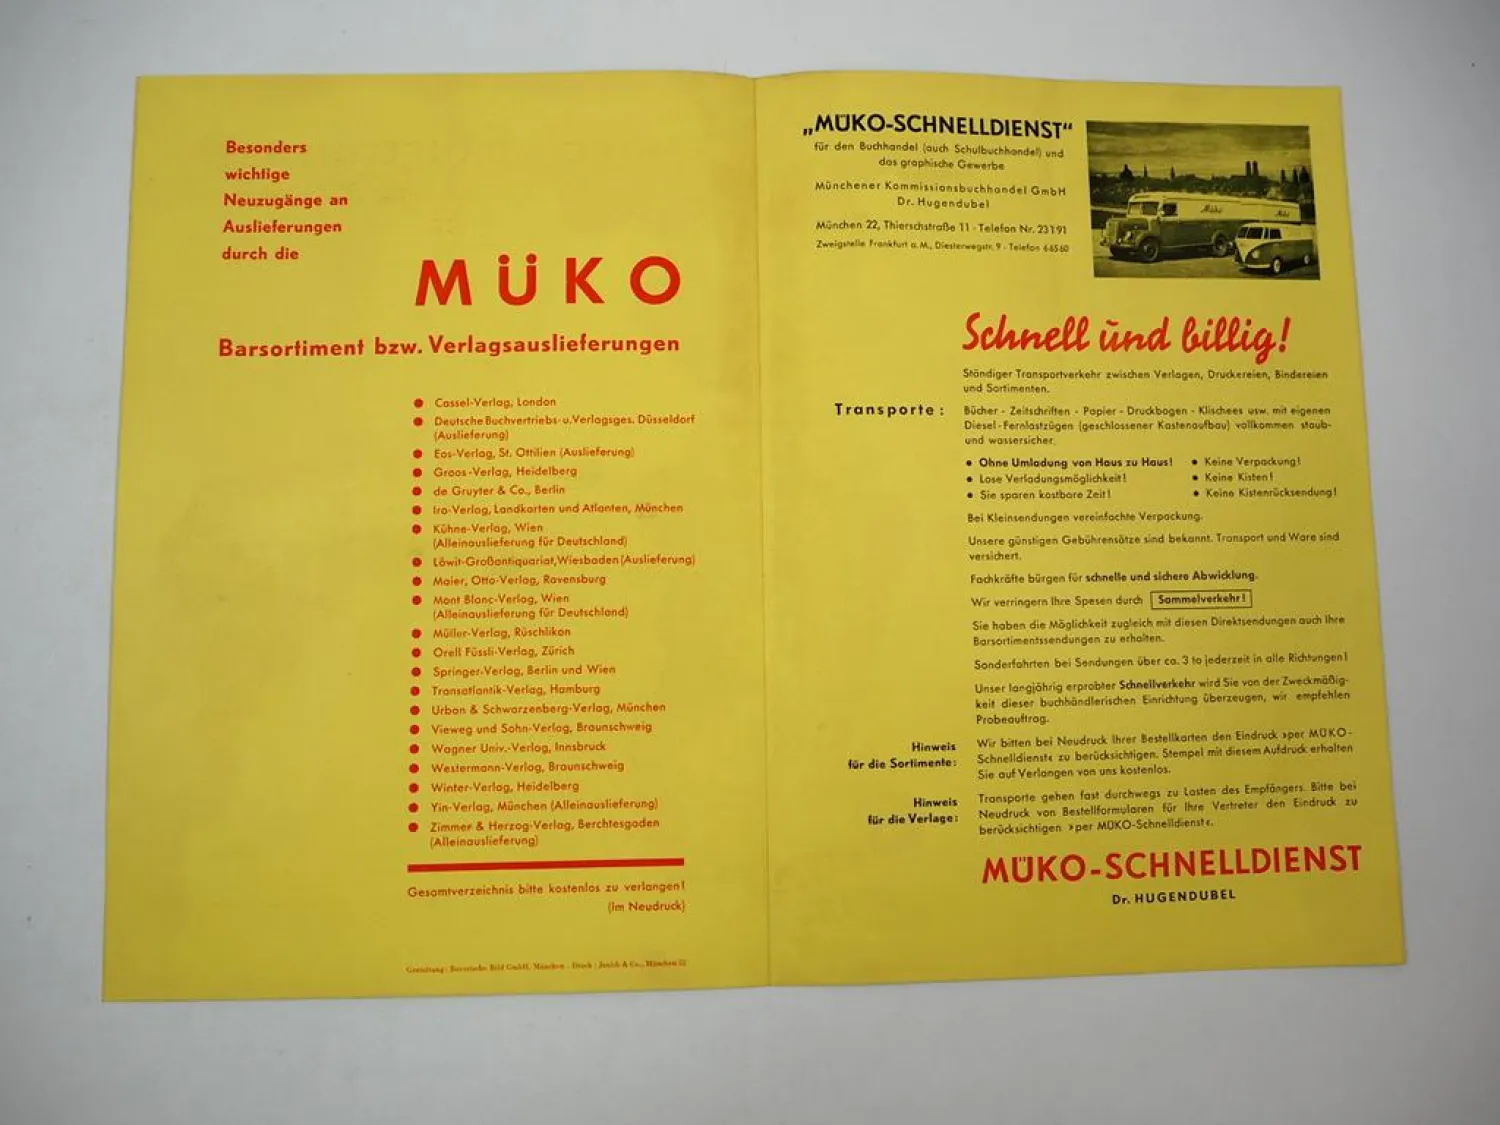 Besonders
wichtige
Neuzugänge an
Auslieferungen
durch die
MÜKO
Barsortiment bzw. Verlagsauslieferungen
● Cassel-Verlag, London
● Deutsche Buchvertriebs- u. Verlagsges. Düsseldorf
(Auslieferung)
● Eos-Verlag, St. Ottilien (Auslieferung)
● Groos-Verlag, Heidelberg
● de Gruyter & Co., Berlin
● Iro-Verlag, Landkarten und Atlanten, München
● Kühne-Verlag, Wien
(Alleinauslieferung für Deutschland)
● Löwit-Großantiquariat, Wiesbaden (Auslieferung)
● Maier, Otto-Verlag, Ravensburg
● Mont Blanc-Verlag, Wien
(Alleinauslieferung für Deutschland)
● Müller-Verlag, Rüschlikon
● Orell Füssli-Verlag, Zürich
● Springer-Verlag, Berlin und Wien
● Transatlantik-Verlag, Hamburg
● Urban & Schwarzenberg-Verlag, München
● Vieweg und Sohn-Verlag, Braunschweig
● Wagner Univ.-Verlag, Innsbruck
● Westermann-Verlag, Braunschweig
● Winter-Verlag, Heidelberg
● Yin-Verlag, München (Alleinauslieferung)
● Zimmer & Herzog-Verlag, Berchtesgaden
(Alleinauslieferung)
Gesamtverzeichnis bitte kostenlos zu verlangen!
(im Neudruck)
Gestaltung: Bayerische Bild GmbH, München - Druck: & Co., München
„MÜKO-SCHNELLDIENST“
für den Buchhandel (auch Schulbuchhandel) und
das graphische Gewerbe
Münchener Kommissionsbuchhandel GmbH
Dr. Hugendubel
München 22, Thierschstraße 11 - Telefon Nr. 23191
Zweigstelle Frankfurt a. M., Diesterwegstr. 9 - Telefon 64560
Müko
Müko
Schnell und billig!
Ständiger Transportverkehr zwischen Verlagen, Druckereien, Bindereien
und Sortimenten.
Transporte: Bücher - Zeitschriften - Papier - Druckbogen - Klischees usw. mit eigenen
Diesel-Fernlastzügen (geschlossener Kastenaufbau) vollkommen staub-
und wassersicher.
● Ohne Umladung von Haus zu Haus! ● Keine Verpackung!
● Lose Verladungsmöglichkeit! ● Keine Kisten!
● Sie sparen kostbare Zeit! ● Keine Kistenrücksendung!
Bei Kleinsendungen vereinfachte Verpackung.
Unsere günstigen Gebührensätze sind bekannt. Transport und Ware sind
versichert.
Fachkräfte bürgen für schnelle und sichere Abwicklung.
Wir verringern Ihre Spesen durch Sammelverkehr!
Sie haben die Möglichkeit zugleich mit diesen Direktsendungen auch Ihre
Barsortimentssendungen zu erhalten.
Sonderfahrten bei Sendungen über ca. 3 to jederzeit in alle Richtungen!
Unser langjährig erprobter Schnellverkehr wird Sie von der Zweckmäßig-
keit dieser buchhändlerischen Einrichtung überzeugen, wir empfehlen
Probeauftrag.
Hinweis
für die Sortimente:
Wir bitten bei Neudruck Ihrer Bestellkarten den Eindruck »per MÜKO-
Schnelldienst« zu berücksichtigen. Stempel mit diesem Aufdruck erhalten
Sie auf Verlangen von uns kostenlos.
Hinweis
für die Verlage:
Transporte gehen fast durchwegs zu Lasten des Empfängers. Bitte bei
Neudruck von Bestellformularen für Ihre Vertreter den Eindruck zu
berücksichtigen »per MÜKO-Schnelldienst«.
MÜKO-SCHNELLDIENST
Dr. HUGENDUBEL